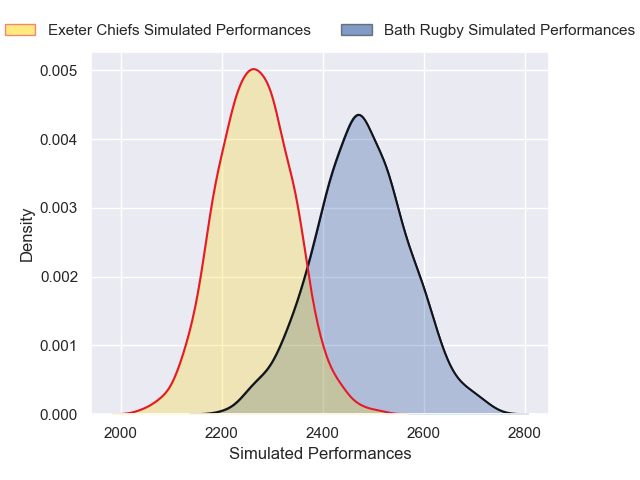 Exeter Chiefs Simulated Performances
Bath Rugby Simulated Performances
0.005
0.004
0.003
0.002
0.001
0.000
Density
2000
2200
2400
2600
2800
Simulated Performances